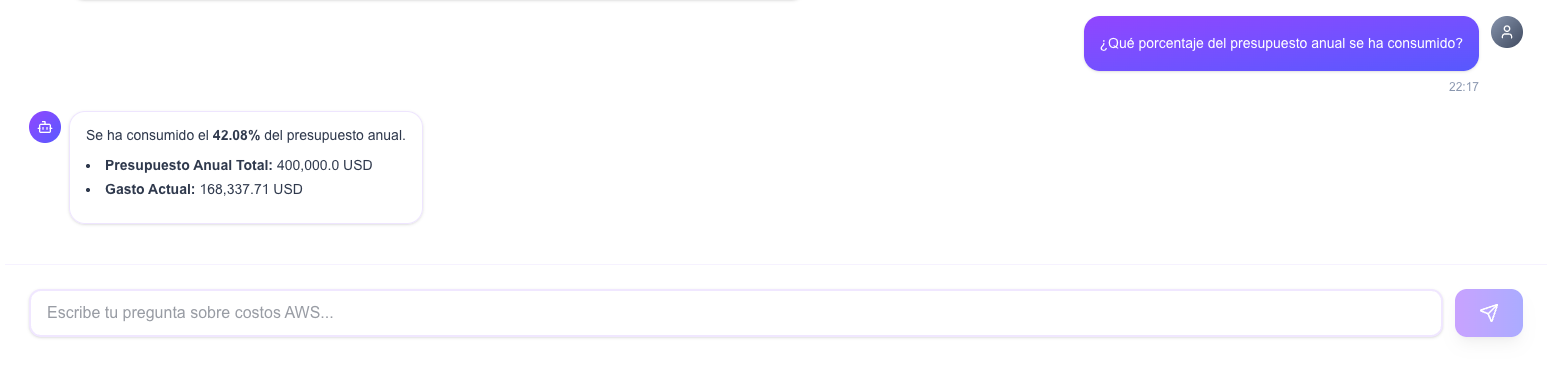 ¿Qué porcentaje del presupuesto anual se ha consumido?
22:17
Se ha consumido el 42.08% del presupuesto anual.
• Presupuesto Anual Total: 400,000.0 USD
• Gasto Actual: 168,337.71 USD
Escribe tu pregunta sobre costos AWS...